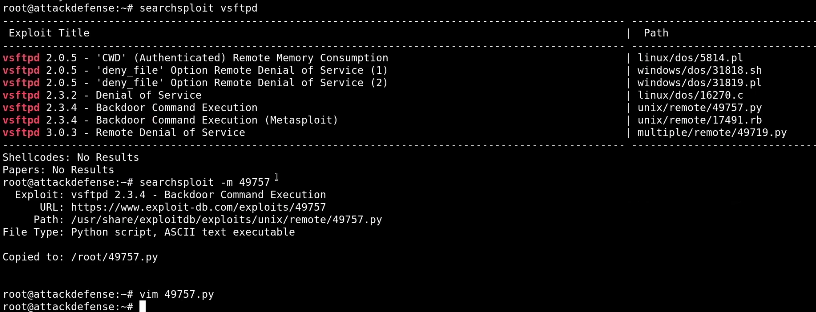 root@attackdefense:~# searchsploit vsftpd
---------------------------------------------------------------------------------------------------- ------------------------------
 Exploit Title                                                                                      |  Path
---------------------------------------------------------------------------------------------------- ------------------------------
vsftpd 2.0.5 - 'CWD' (Authenticated) Remote Memory Consumption                                      | linux/dos/5814.pl
vsftpd 2.0.5 - 'deny_file' Option Remote Denial of Service (1)                                      | windows/dos/31818.sh
vsftpd 2.0.5 - 'deny_file' Option Remote Denial of Service (2)                                      | windows/dos/31819.pl
vsftpd 2.3.2 - Denial of Service                                                                    | linux/dos/16270.c
vsftpd 2.3.4 - Backdoor Command Execution                                                           | unix/remote/49757.py
vsftpd 2.3.4 - Backdoor Command Execution (Metasploit)                                              | unix/remote/17491.rb
vsftpd 3.0.3 - Remote Denial of Service                                                             | multiple/remote/49719.py
---------------------------------------------------------------------------------------------------- ------------------------------
Shellcodes: No Results
Papers: No Results
root@attackdefense:~# searchsploit -m 49757
  Exploit: vsftpd 2.3.4 - Backdoor Command Execution
      URL: https://www.exploit-db.com/exploits/49757
     Path: /usr/share/exploitdb/exploits/unix/remote/49757.py
File Type: Python script, ASCII text executable

Copied to: /root/49757.py


root@attackdefense:~# vim 49757.py
root@attackdefense:~#